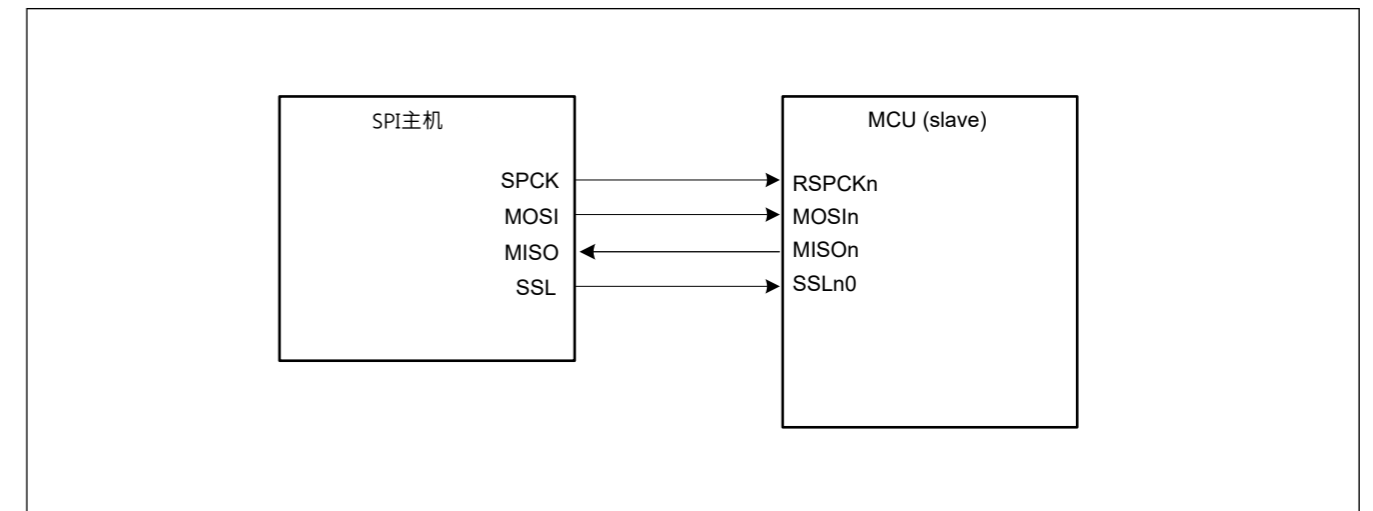 SPI主机
SPCK
MOSI
MISO
SSL
MCU (slave)
RSPCKn
MOSIn
MISOn
SSLn0